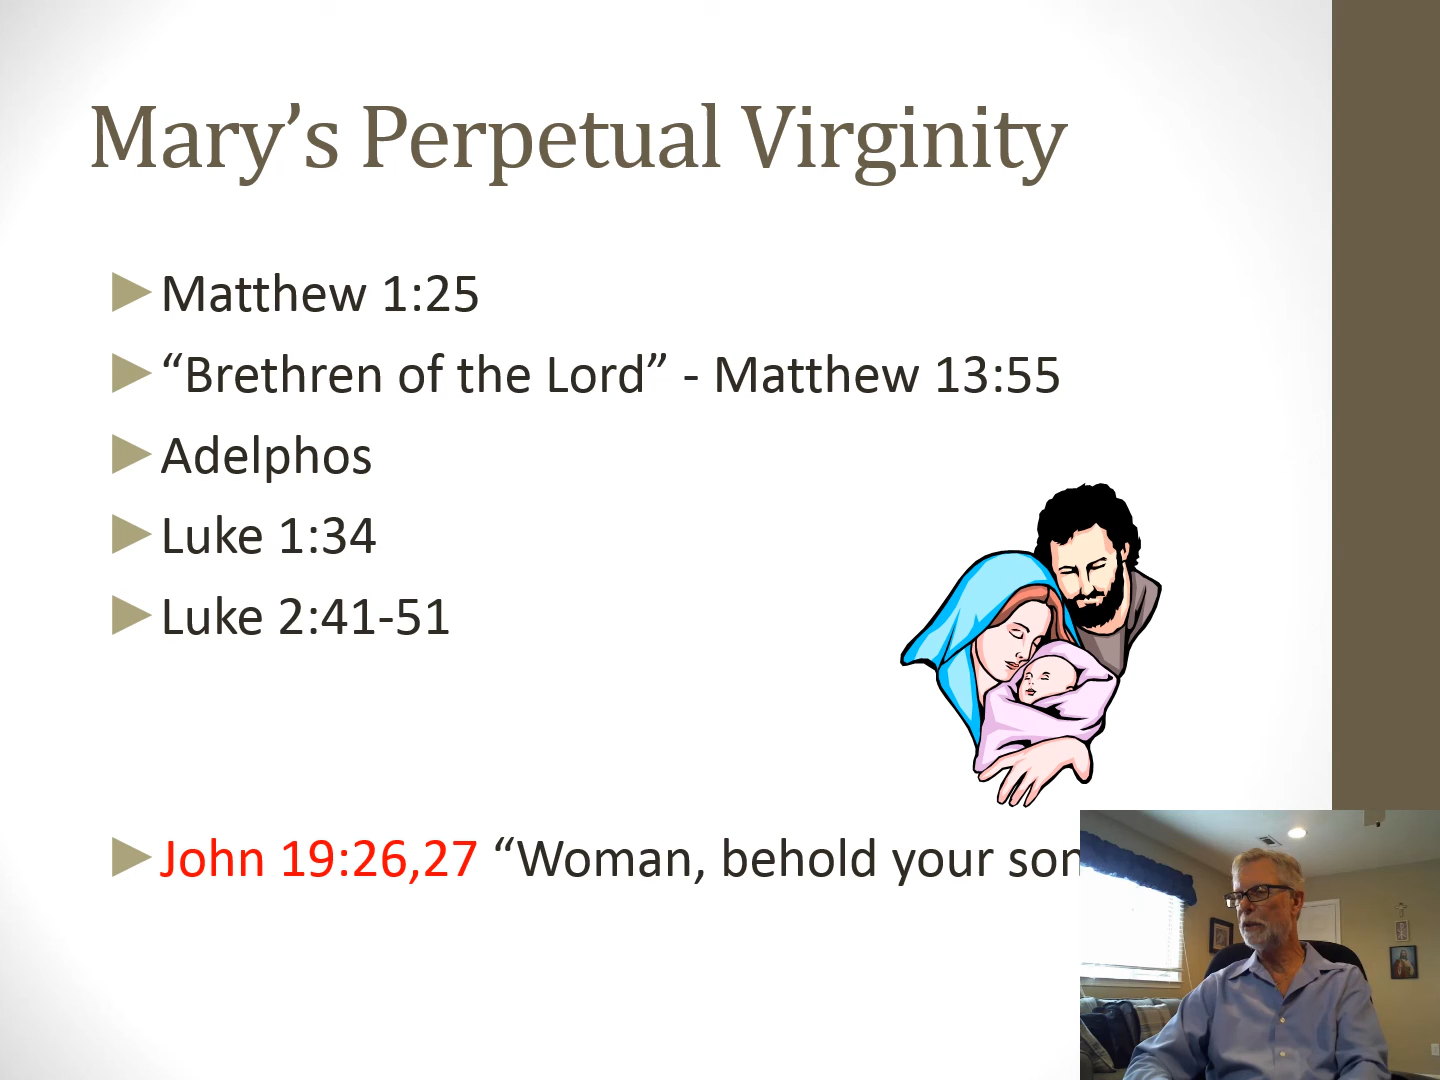 Mary’s Perpetual Virginity
Matthew 1:25
“Brethren of the Lord” - Matthew 13:55
Adelphos
Luke 1:34
Luke 2:41-51
John 19:26,27 “Woman, behold your son